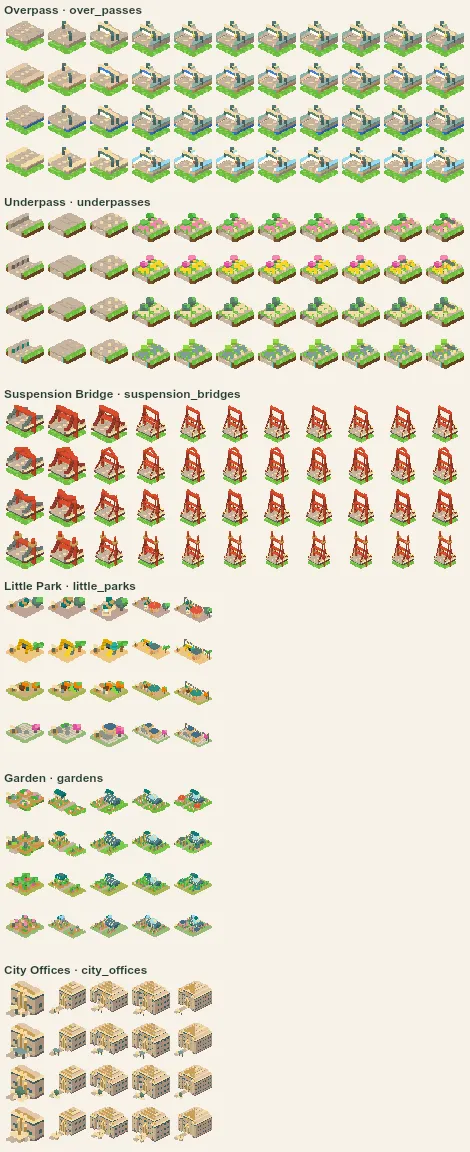 Overpass · over_passes
Underpass · underpasses
Suspension Bridge · suspension_bridges
Little Park · little_parks
Garden · gardens
City Offices · city_offices